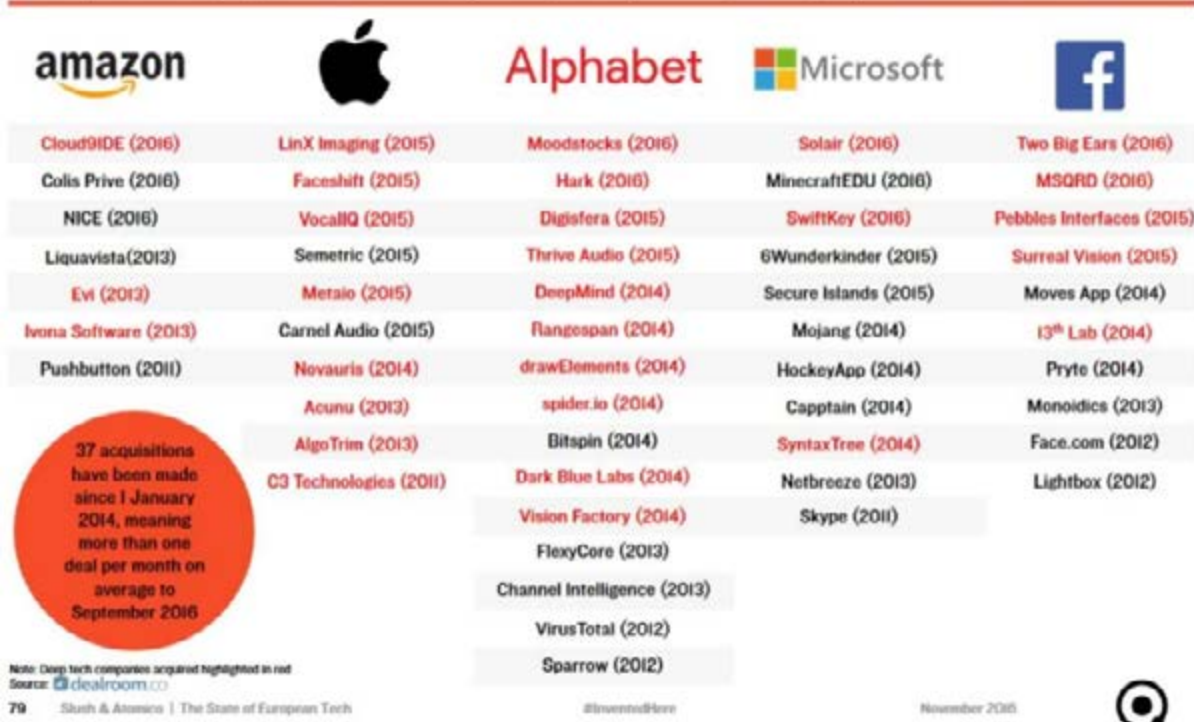 amazon
Alphabet
Microsoft
f
Cloud9IDE (2016)
Colis Prive (2016)
NICE (2016)
Liquavista(2013)
Evi (2013)
Ivona Software (2013)
Pushbutton (2011)
LinX Imaging (2015)
Faceshift (2015)
VocalIQ (2015)
Semetric (2015)
Metaio (2015)
Carnel Audio (2015)
Novauris (2014)
Acunu (2013)
AlgoTrim (2013)
C3 Technologies (2011)
Moodstocks (2016)
Hark (2016)
Digisfera (2015)
Thrive Audio (2015)
DeepMind (2014)
Rangespan (2014)
drawElements (2014)
spider.io (2014)
Bitspin (2014)
Dark Blue Labs (2014)
Vision Factory (2014)
FlexyCore (2013)
Channel Intelligence (2013)
VirusTotal (2012)
Sparrow (2012)
Solair (2016)
MinecraftEDU (2016)
SwiftKey (2016)
6Wunderkinder (2015)
Secure Islands (2015)
Mojang (2014)
HockeyApp (2014)
Capptain (2014)
SyntaxTree (2014)
Netbreeze (2013)
Skype (2011)
Two Big Ears (2016)
MSQRD (2016)
Pebbles Interfaces (2015)
Surreal Vision (2015)
Moves App (2014)
13th Lab (2014)
Pryte (2014)
Monoidics (2013)
Face.com (2012)
Lightbox (2012)
37 acquisitions
have been made
since 1 January
2014, meaning
more than one
deal per month on
average to
September 2016
Note: Deep tech companies acquired highlighted in red
Source: dealroom.co
79 Slush & Atomico | The State of European Tech #InventedHere November 2016